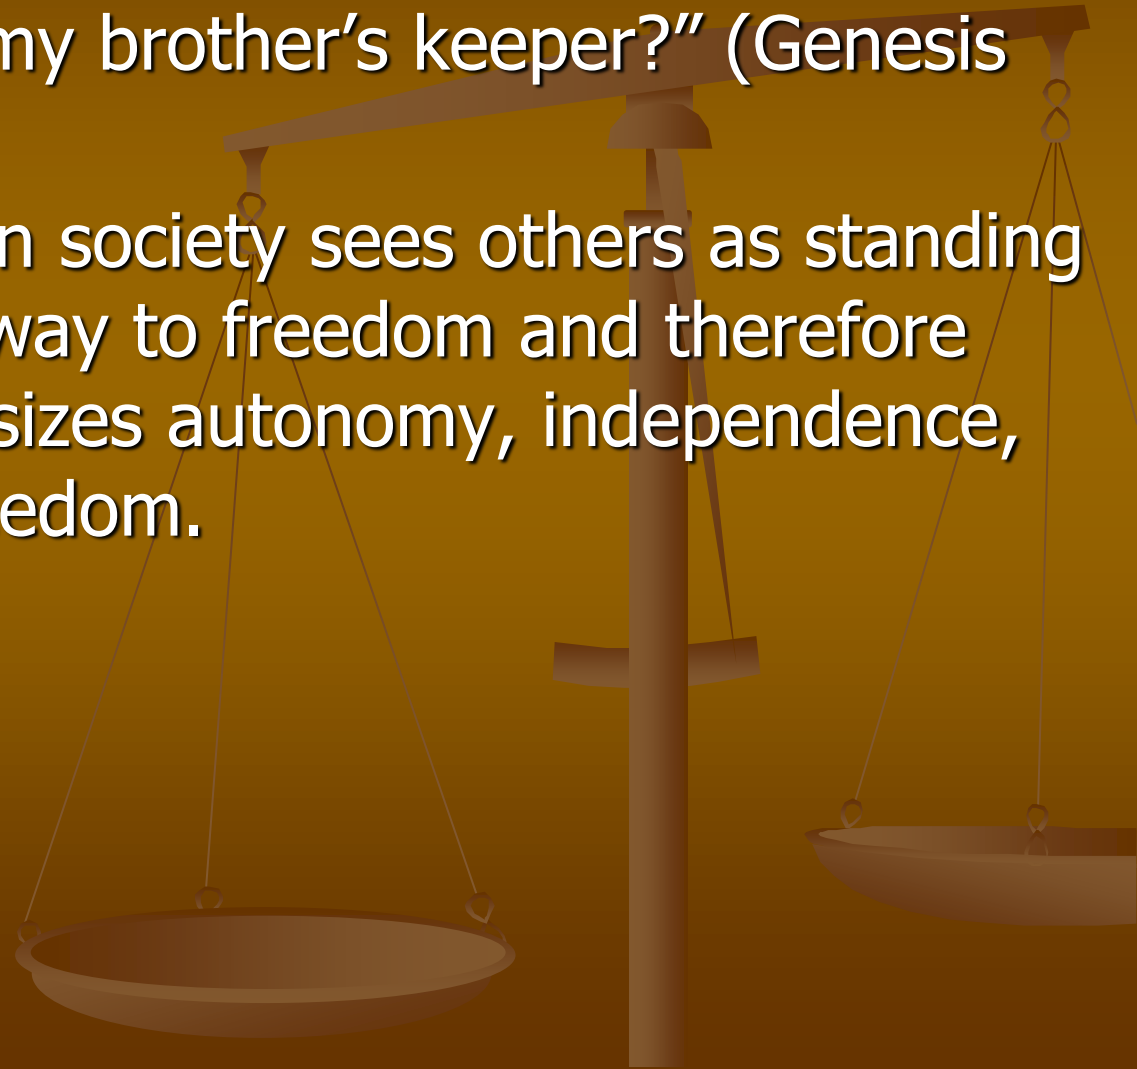 my brother’s keeper?” (Genesis
n society sees others as standing
way to freedom and therefore
sizes autonomy, independence,
edom.